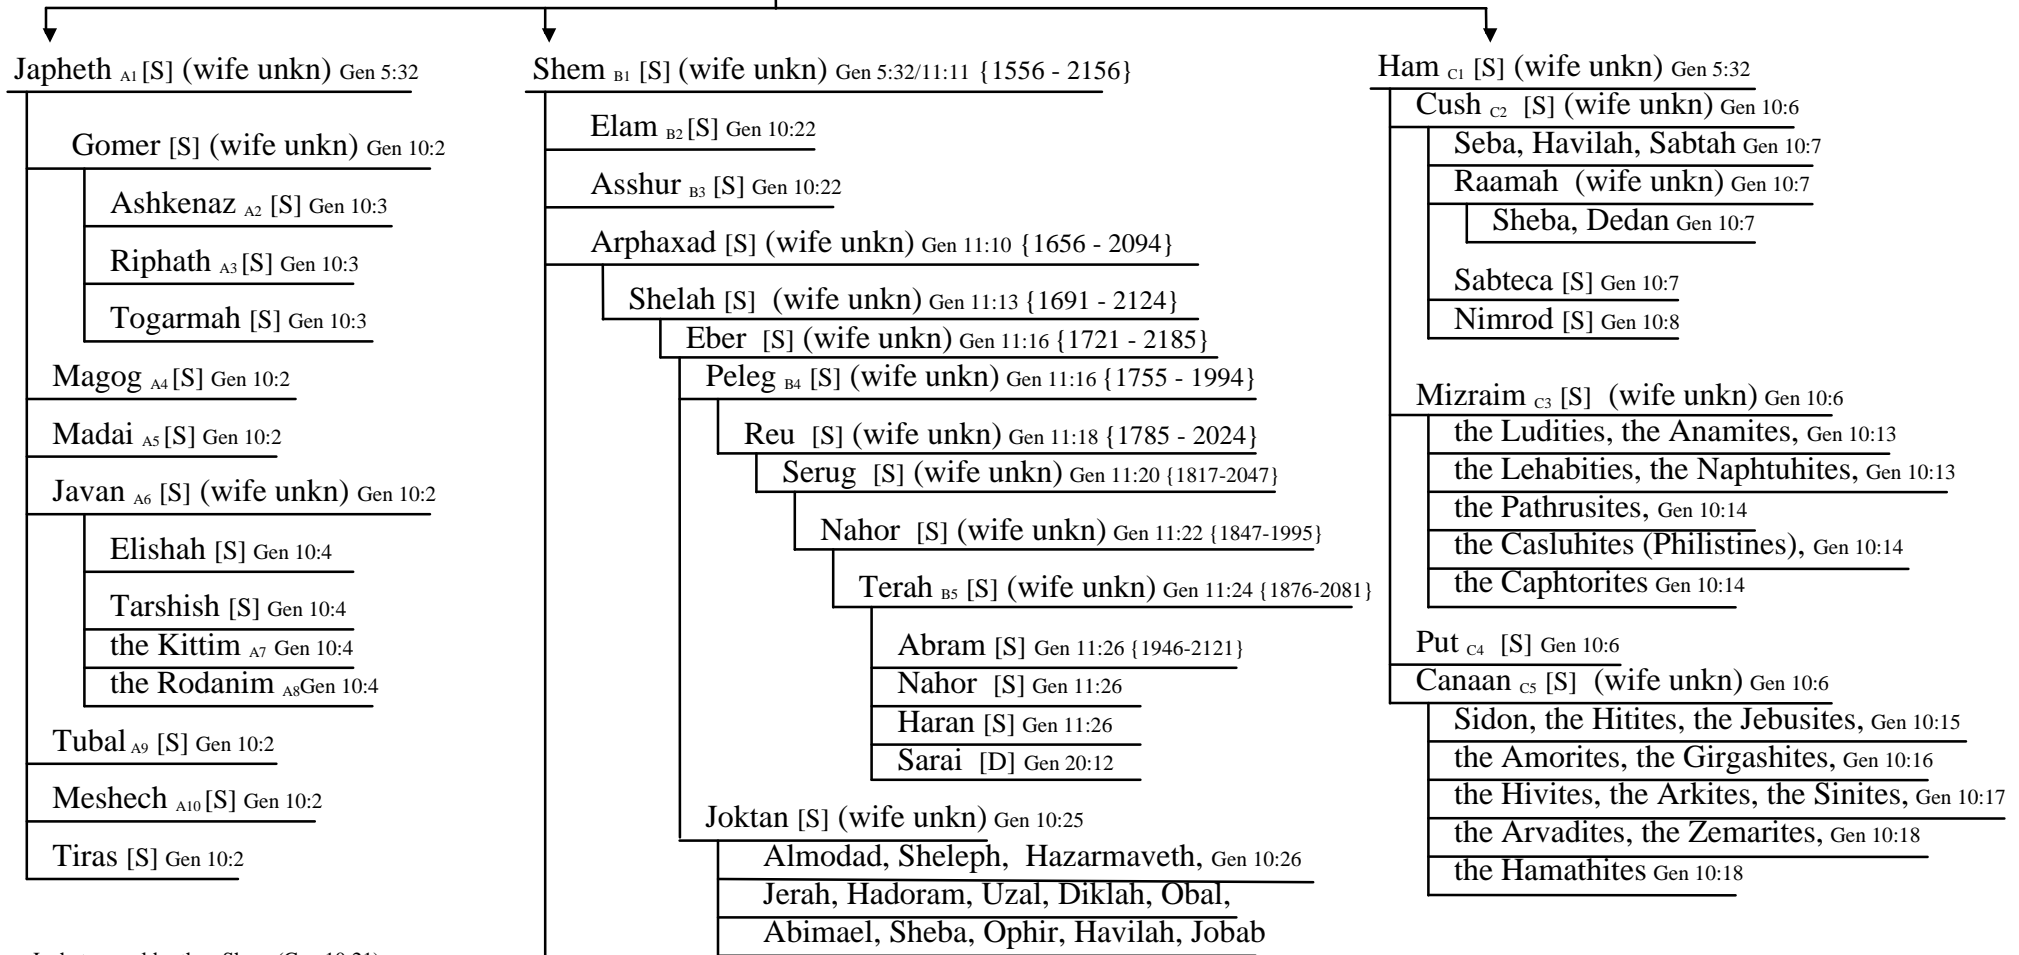 Japheth A1 [S] (wife unkn) Gen 5:32
Gomer [S] (wife unkn) Gen 10:2
Ashkenaz A2 [S] Gen 10:3
Riphath A3 [S] Gen 10:3
Togarmah [S] Gen 10:3
Magog A4 [S] Gen 10:2
Madai A5 [S] Gen 10:2
Javan A6 [S] (wife unkn) Gen 10:2
Elishah [S] Gen 10:4
Tarshish [S] Gen 10:4
the Kittim A7 Gen 10:4
the Rodanim A8 Gen 10:4
Tubal A9 [S] Gen 10:2
Meshech A10 [S] Gen 10:2
Tiras [S] Gen 10:2
Shem B1 [S] (wife unkn) Gen 5:32/11:11 {1556 - 2156}
Elam B2 [S] Gen 10:22
Asshur B3 [S] Gen 10:22
Arphaxad [S] (wife unkn) Gen 11:10 {1656 - 2094}
Shelah [S] (wife unkn) Gen 11:13 {1691 - 2124}
Eber [S] (wife unkn) Gen 11:16 {1721 - 2185}
Peleg B4 [S] (wife unkn) Gen 11:16 {1755 - 1994}
Reu [S] (wife unkn) Gen 11:18 {1785 - 2024}
Serug [S] (wife unkn) Gen 11:20 {1817-2047}
Nahor [S] (wife unkn) Gen 11:22 {1847-1995}
Terah B5 [S] (wife unkn) Gen 11:24 {1876-2081}
Abram [S] Gen 11:26 {1946-2121}
Nahor [S] Gen 11:26
Haran [S] Gen 11:26
Sarai [D] Gen 20:12
Joktan [S] (wife unkn) Gen 10:25
Almodad, Sheleph, Hazarmaveth, Gen 10:26
Jerah, Hadoram, Uzal, Diklah, Obal,
Abimael, Sheba, Ophir, Havilah, Jobab
Ham C1 [S] (wife unkn) Gen 5:32
Cush C2 [S] (wife unkn) Gen 10:6
Seba, Havilah, Sabtah Gen 10:7
Raamah (wife unkn) Gen 10:7
Sheba, Dedan Gen 10:7
Sabteca [S] Gen 10:7
Nimrod [S] Gen 10:8
Mizraim C3 [S] (wife unkn) Gen 10:6
the Ludities, the Anamites, Gen 10:13
the Lehabities, the Naphtuhites, Gen 10:13
the Pathrusites, Gen 10:14
the Casluhites (Philistines), Gen 10:14
the Caphtorites Gen 10:14
Put C4 [S] Gen 10:6
Canaan C5 [S] (wife unkn) Gen 10:6
Sidon, the Hitites, the Jebusites, Gen 10:15
the Amorites, the Girgashites, Gen 10:16
the Hivites, the Arkites, the Sinites, Gen 10:17
the Arvadites, the Zemarites, Gen 10:18
the Hamathites Gen 10:18